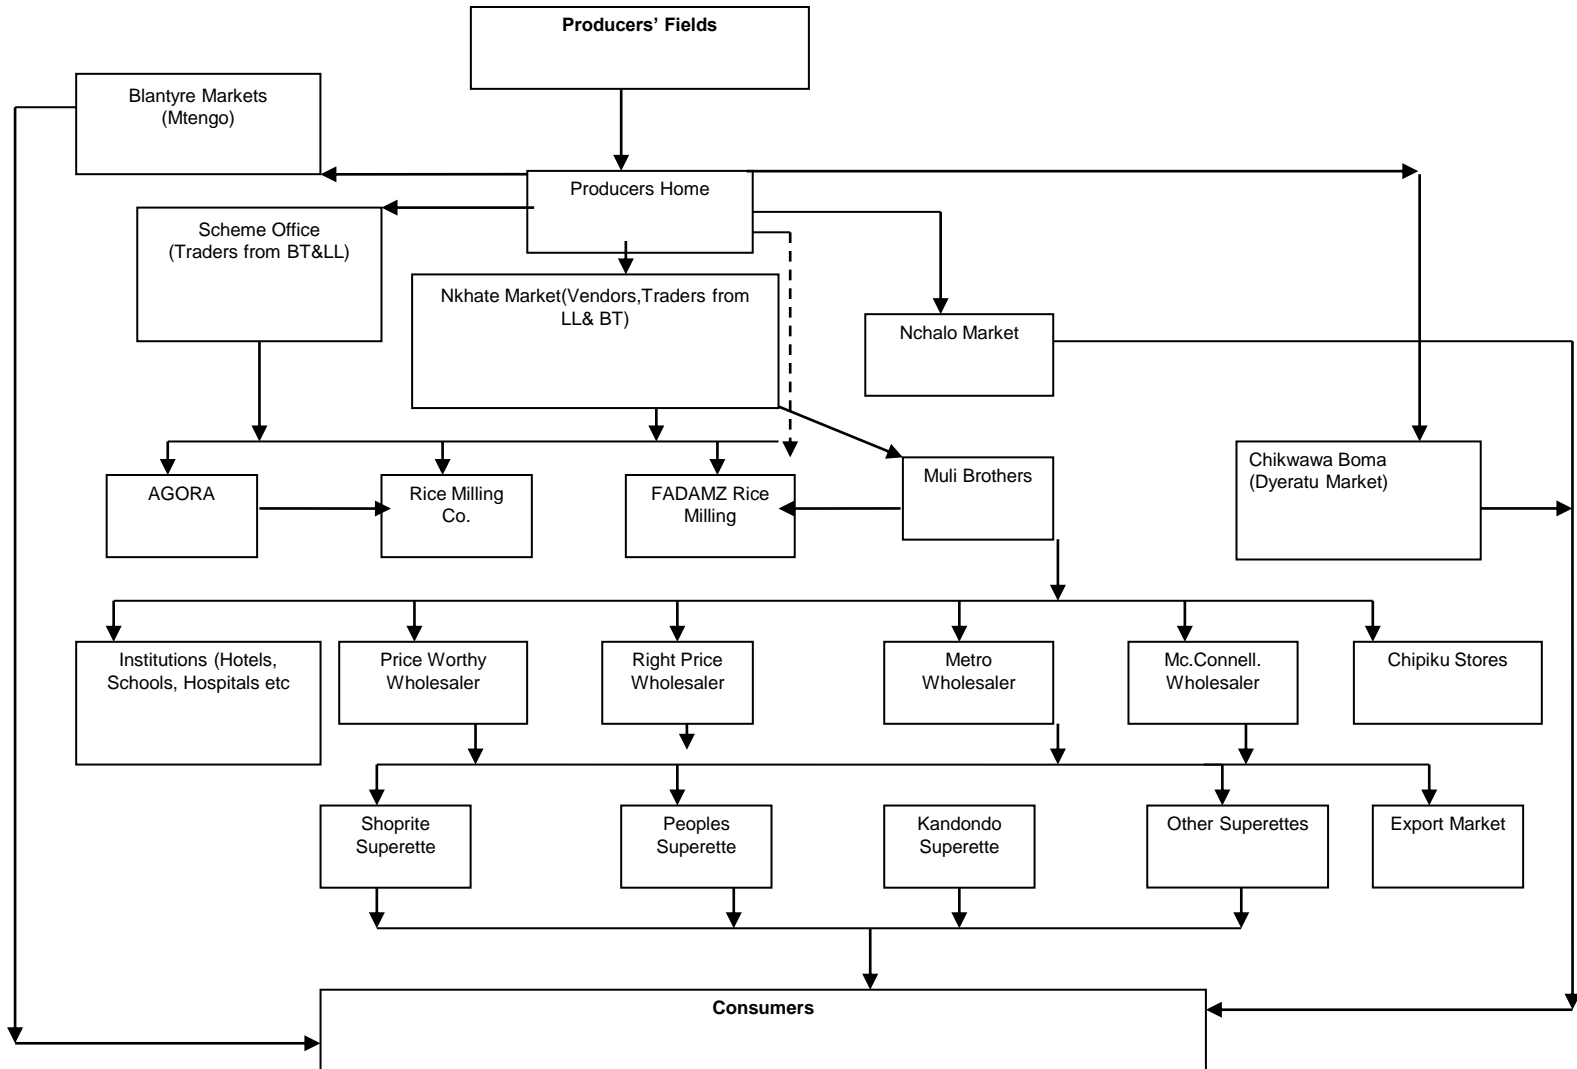 Producers’ Fields
Blantyre Markets
(Mtengo)
Producers Home
Scheme Office
(Traders from BT&LL)
Nkhate Market(Vendors,Traders from
LL& BT)
Nchalo Market
Chikwawa Boma
(Dyeratu Market)
AGORA
Rice Milling
Co.
FADAMZ Rice
Milling
Muli Brothers
Institutions (Hotels,
Schools, Hospitals etc
Price Worthy
Wholesaler
Right Price
Wholesaler
Metro
Wholesaler
Mc.Connell.
Wholesaler
Chipiku Stores
Shoprite
Superette
Peoples
Superette
Kandondo
Superette
Other Superettes
Export Market
Consumers